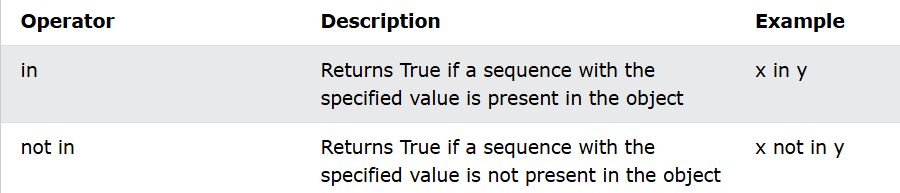 Operator Description Example
in Returns True if a sequence with the x in y
specified value is present in the object
not in Returns True if a sequence with the x not in y
specified value is not present in the object